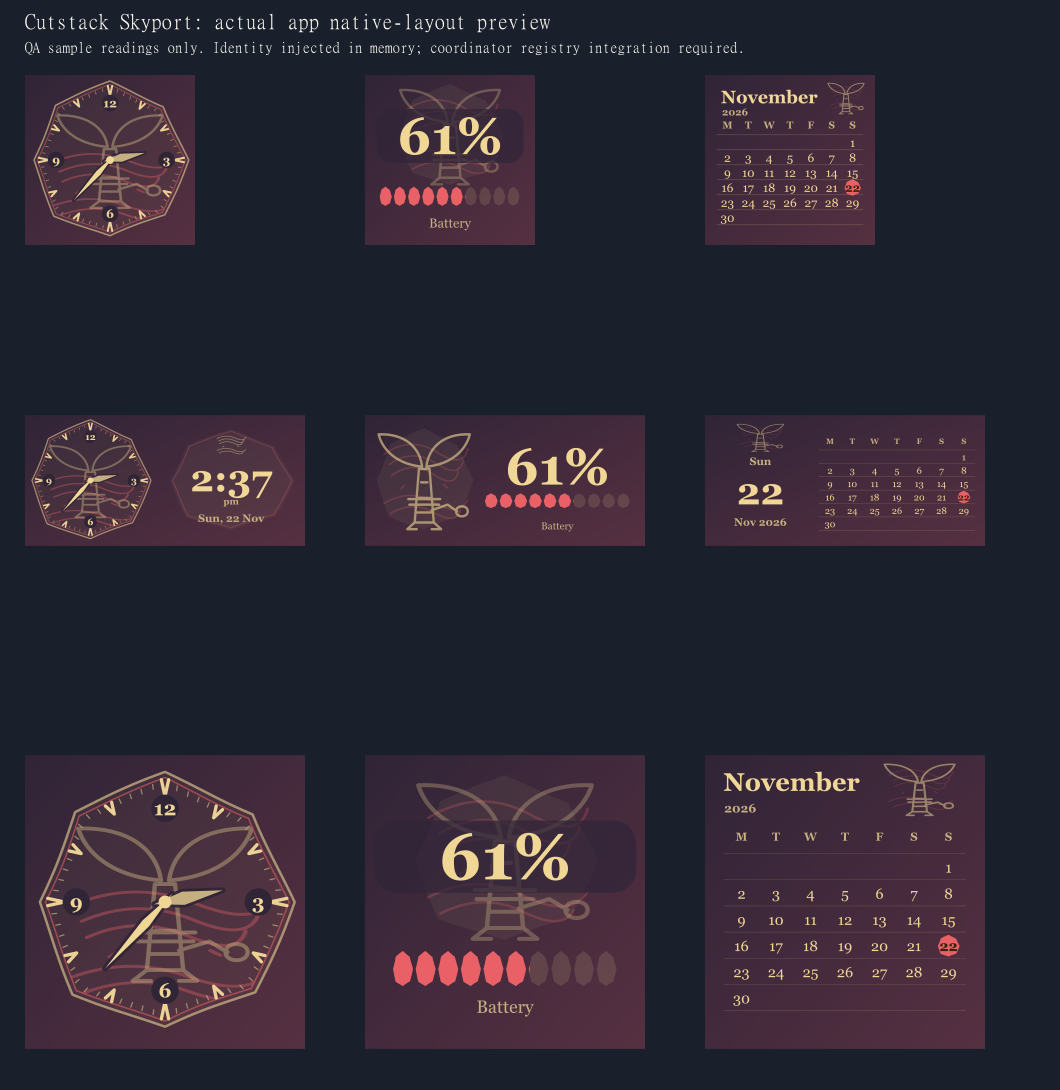 Cutstack Skyport: actual app native-layout preview
QA sample readings only. Identity injected in memory; coordinator registry integration required.
12
9 3
6
61%
Battery
November
2026
M T W T F S S
1
2 3 4 5 6 7 8
9 10 11 12 13 14 15
16 17 18 19 20 21 22
23 24 25 26 27 28 29
30
12
9 3
6
2:37
pm
Sun, 22 Nov
61%
Battery
Sun
22
Nov 2026
M T W T F S S
1
2 3 4 5 6 7 8
9 10 11 12 13 14 15
16 17 18 19 20 21 22
23 24 25 26 27 28 29
30
12
9 3
6
61%
Battery
November
2026
M T W T F S S
1
2 3 4 5 6 7 8
9 10 11 12 13 14 15
16 17 18 19 20 21 22
23 24 25 26 27 28 29
30